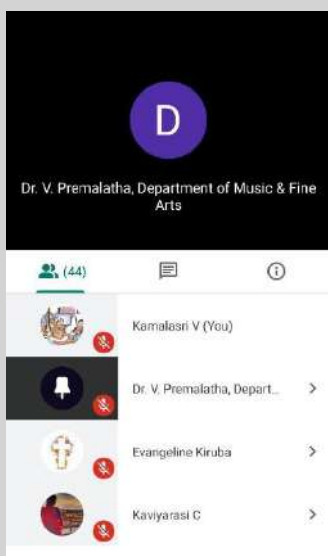 D
Dr. V. Premalatha, Department of Music & Fine
Arts
(44)
Kamalasri V (You)
Dr. V. Premalatha, Depart...
Evangeline Kiruba
Kaviyarasi C